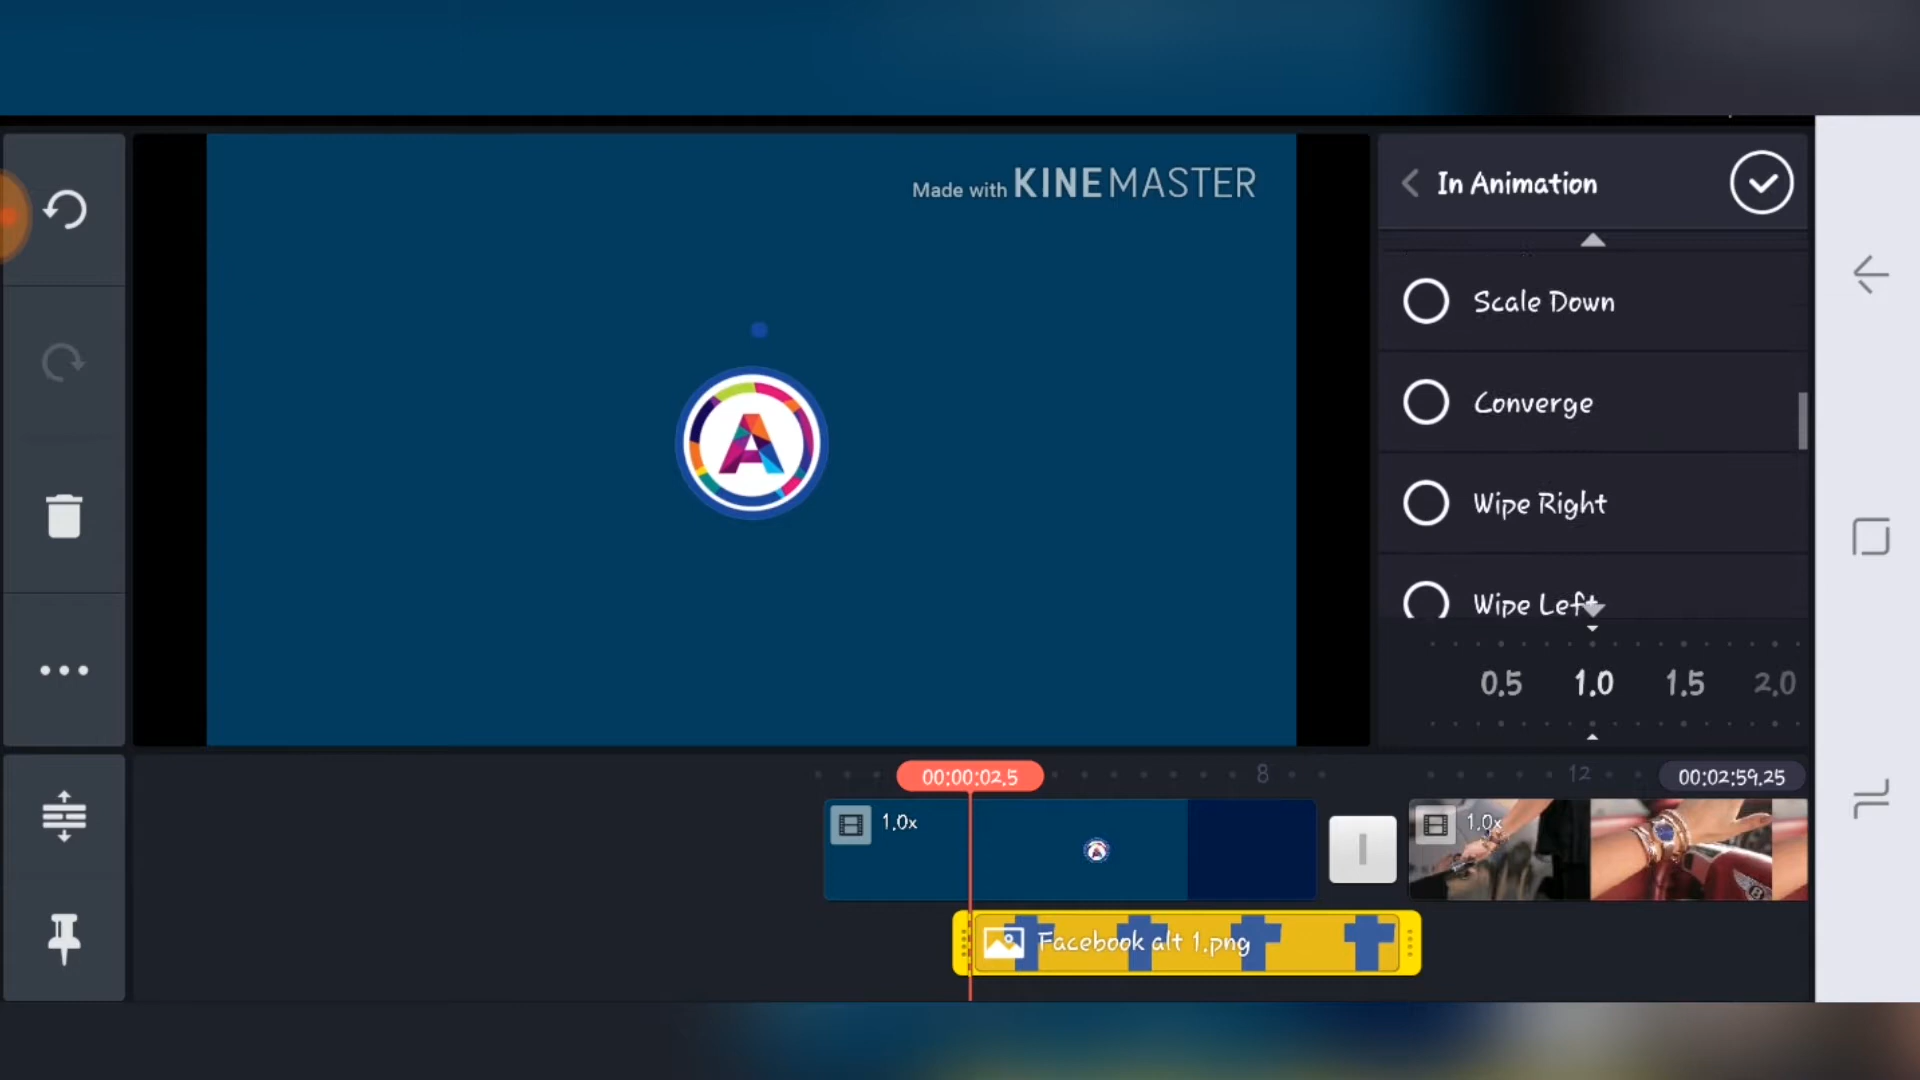 Made with KINEMASTER
In Animation
Scale Down
Converge
Wipe Right
Wipe Left
0.5 1.0 1.5 2.0
00:00:02.5 8 12 00:02:59.25
1.0x 1.0x
Facebook alt 1.png
A